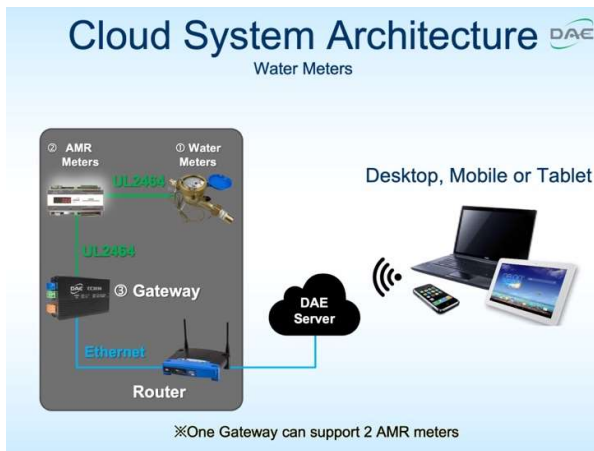 Cloud System Architecture
DAE
Water Meters
② AMR
Meters
① Water
Meters
UL2464
UL2464
Desktop, Mobile or Tablet
DAE
③ Gateway
DAE
Server
Ethernet
Router
※One Gateway can support 2 AMR meters